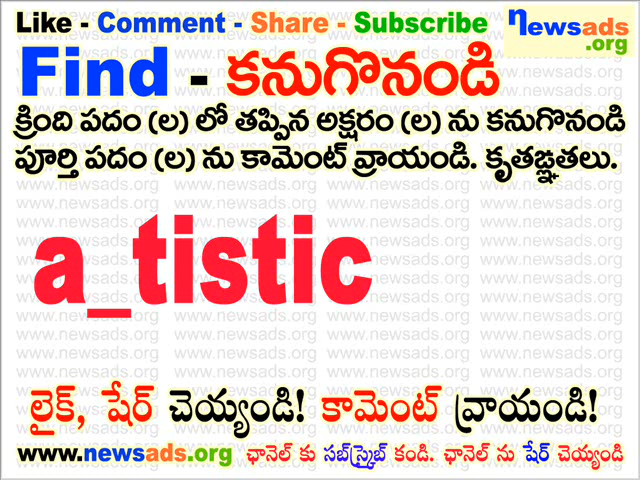 Like - Comment - Share - Subscribe
newsads
.org
Find - కనుగొనండి
క్రింది పదం (ల) లో తప్పిన అక్షరం (ల) ను కనుగొనండి
పూర్తి పదం (ల) ను కామెంట్ వ్రాయండి. కృతఙ్ఞతలు.
a_tistic
లైక్, షేర్ చెయ్యండి! కామెంట్ వ్రాయండి!
www.newsads.org ఛానెల్ కు సబ్‌స్క్రైబ్ కండి. ఛానెల్ ను షేర్ చెయ్యండి